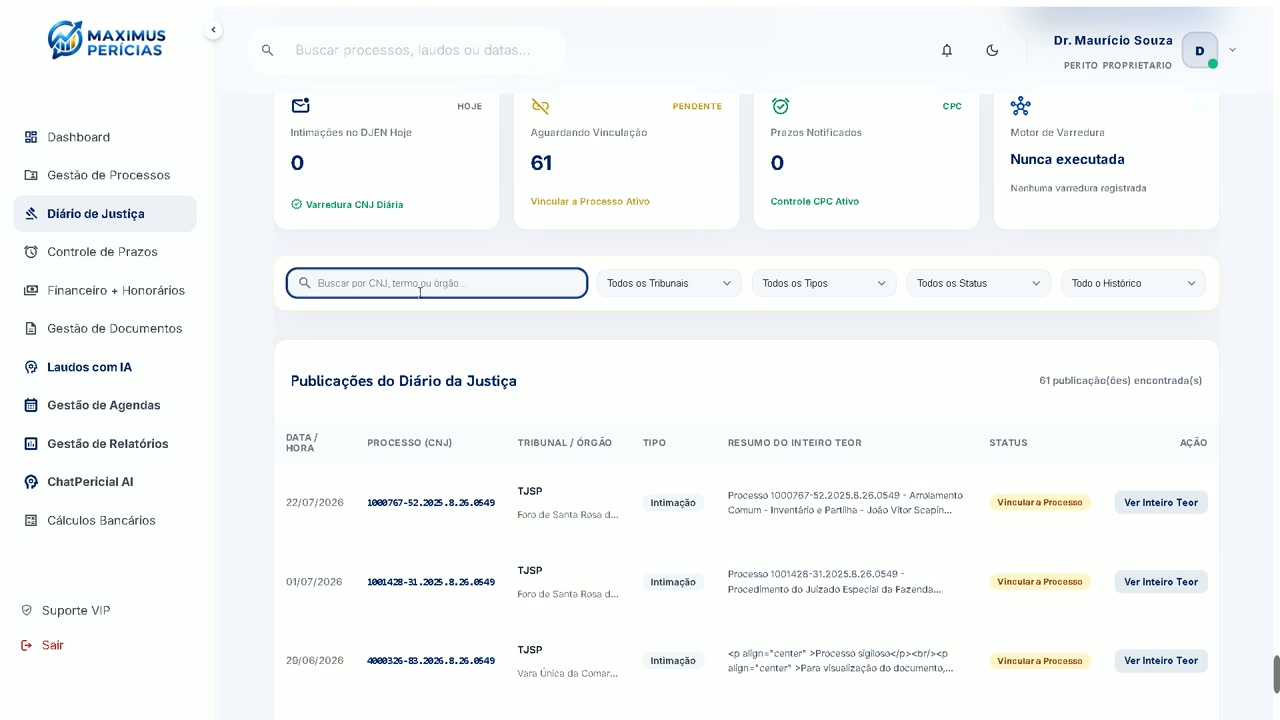 MAXIMUS
PERÍCIAS
Dashboard
Gestão de Processos
Diário de Justiça
Controle de Prazos
Financeiro + Honorários
Gestão de Documentos
Laudos com IA
Gestão de Agendas
Gestão de Relatórios
ChatPericial AI
Cálculos Bancários
Suporte VIP
Sair
Buscar processos, laudos ou datas...
Dr. Maurício Souza
PERITO PROPRIETARIO
D
HOJE
Intimações no DJEN Hoje
0
Varredura CNJ Diária
PENDENTE
Aguardando Vinculação
61
Vincular a Processo Ativo
CPC
Prazos Notificados
0
Controle CPC Ativo
Motor de Varredura
Nunca executada
Nenhuma varredura registrada
Buscar por CNJ, termo ou órgão...
Todos os Tribunais
Todos os Tipos
Todos os Status
Todo o Histórico
Publicações do Diário da Justiça
61 publicação(ões) encontrada(s)
DATA /
HORA
PROCESSO (CNJ)
TRIBUNAL / ÓRGÃO
TIPO
RESUMO DO INTEIRO TEOR
STATUS
AÇÃO
22/07/2026
1000767-52.2025.8.26.0549
TJSP
Foro de Santa Rosa d...
Intimação
Processo 1000767-52.2025.8.26.0549 - Arrolamento
Comum - Inventário e Partilha - João Vitor Scapin...
Vincular a Processo
Ver Inteiro Teor
01/07/2026
1001428-31.2025.8.26.0549
TJSP
Foro de Santa Rosa d...
Intimação
Processo 1001428-31.2025.8.26.0549 -
Procedimento do Juizado Especial da Fazenda...
Vincular a Processo
Ver Inteiro Teor
29/06/2026
4000326-83.2026.8.26.0549
TJSP
Vara Única da Comar...
Intimação
<p align="center" >Processo sigiloso</p><br/><p
align="center" >Para visualização do documento,...
Vincular a Processo
Ver Inteiro Teor